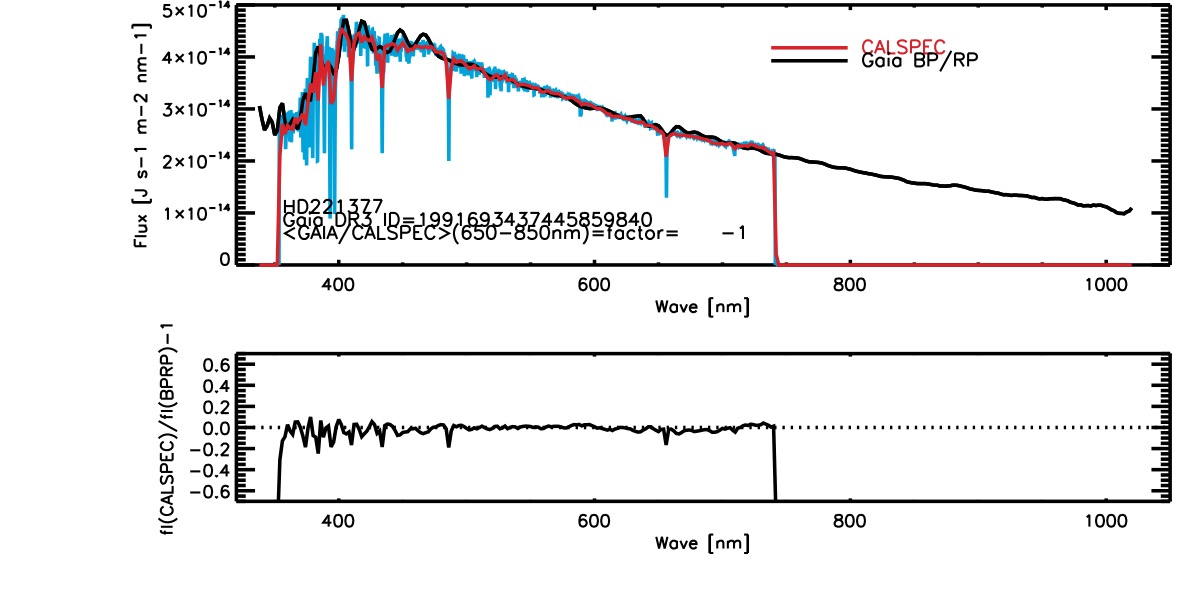 5×10⁻¹⁴
4×10⁻¹⁴
3×10⁻¹⁴
2×10⁻¹⁴
1×10⁻¹⁴
0
Flux [J s−1 m−2 nm−1]
CALSPEC
Gaia BP/RP
HD221377
Gaia DR3 ID=1991693437445859840
<GAIA/CALSPEC>(650−850nm)=factor= −1
400 600 800 1000
Wave [nm]
fl(CALSPEC)/fl(BPRP)−1
0.6
0.4
0.2
0.0
−0.2
−0.4
−0.6
400 600 800 1000
Wave [nm]